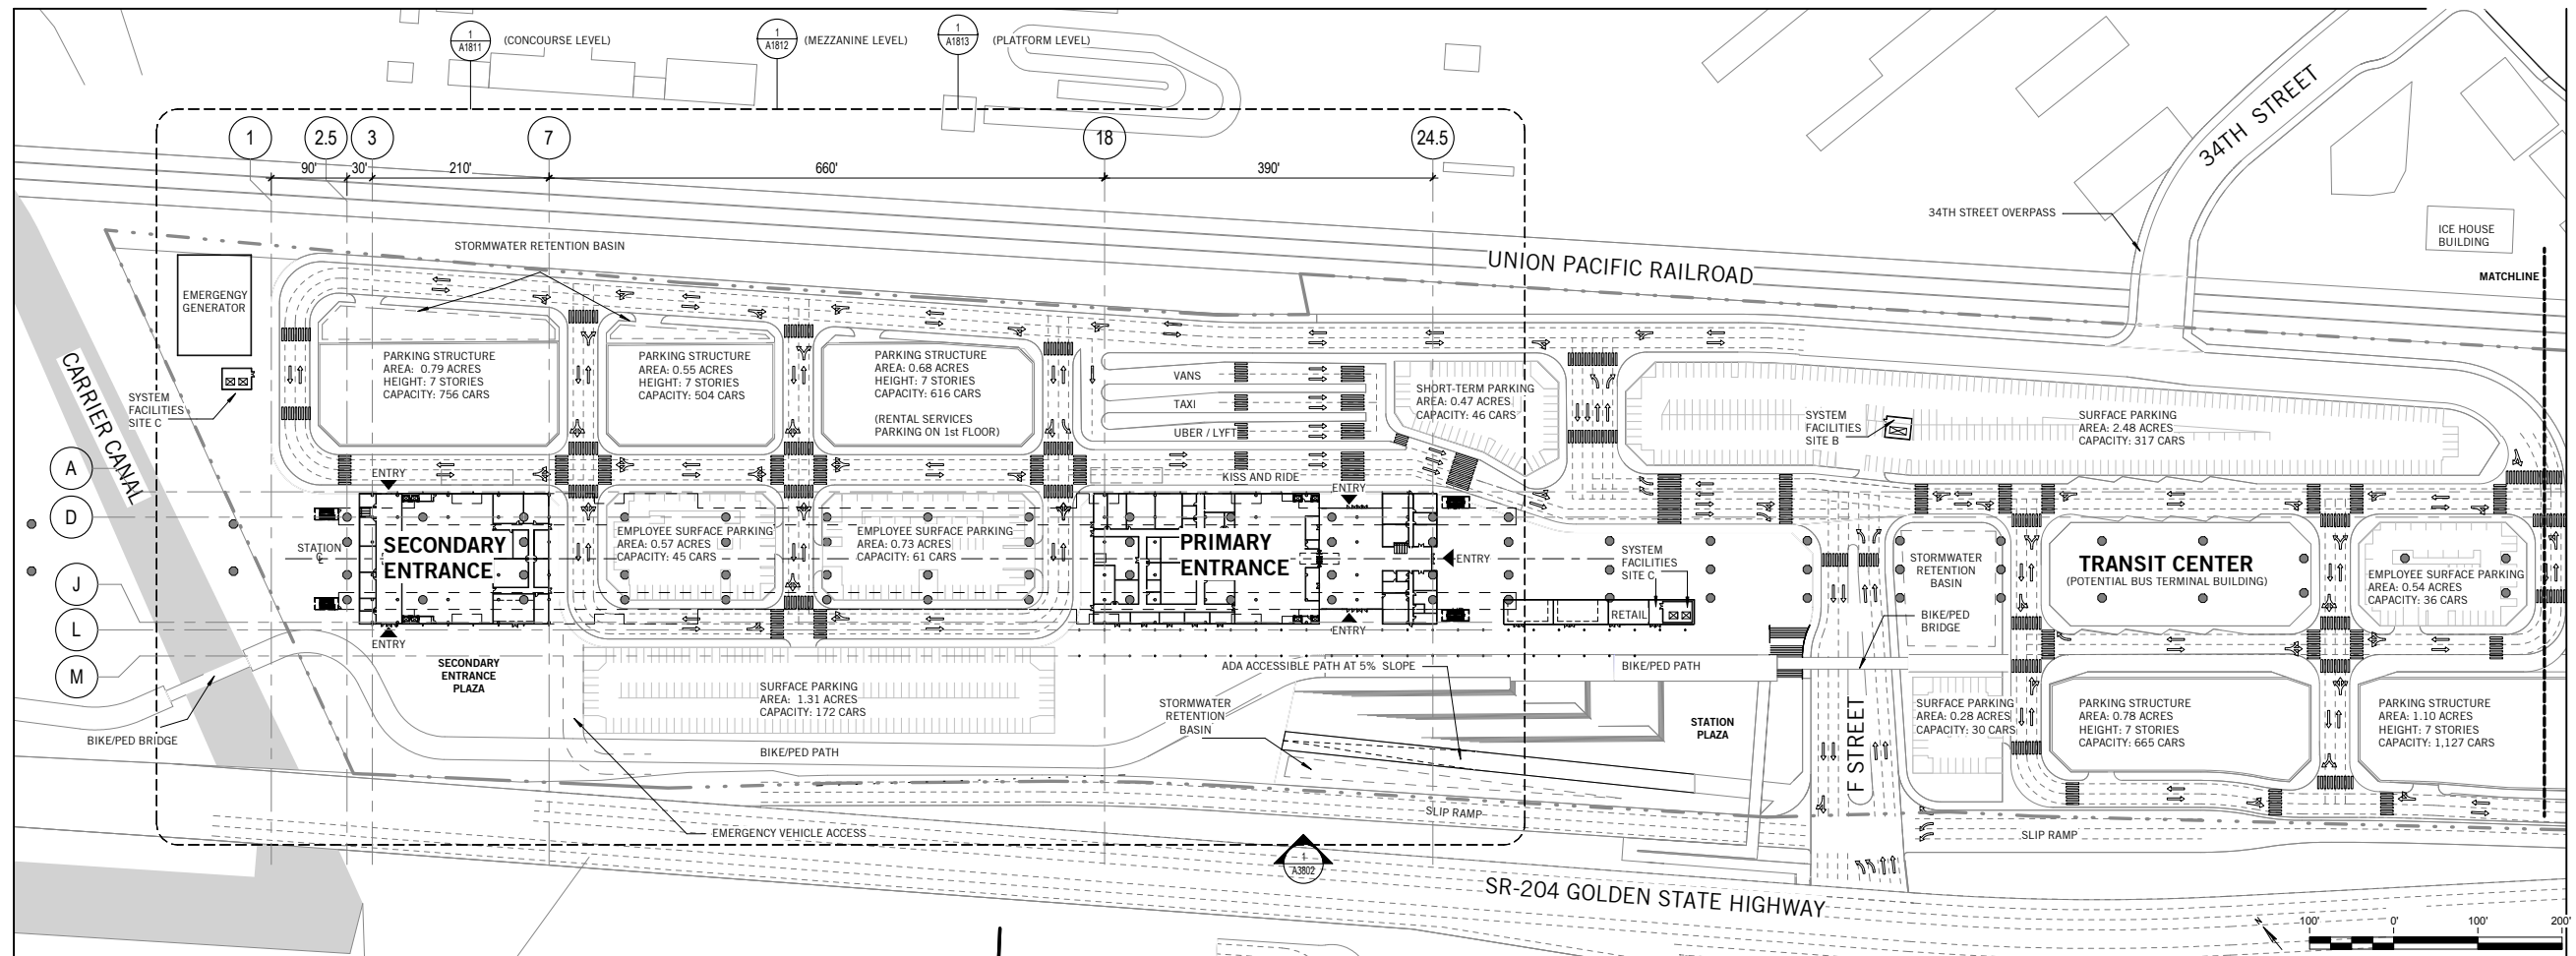 1
A1811
(CONCOURSE LEVEL)
1
A1812
(MEZZANINE LEVEL)
1
A1813
(PLATFORM LEVEL)
1
2.5
3
7
18
24.5
90'
30'
210'
660'
390'
34TH STREET
34TH STREET OVERPASS
ICE HOUSE
BUILDING
MATCHLINE
UNION PACIFIC RAILROAD
STORMWATER RETENTION BASIN
EMERGENGY
GENERATOR
CARRIER CANAL
SYSTEM
FACILITIES
SITE C
PARKING STRUCTURE
AREA: 0.79 ACRES
HEIGHT: 7 STORIES
CAPACITY: 756 CARS
PARKING STRUCTURE
AREA: 0.55 ACRES
HEIGHT: 7 STORIES
CAPACITY: 504 CARS
PARKING STRUCTURE
AREA: 0.68 ACRES
HEIGHT: 7 STORIES
CAPACITY: 616 CARS
(RENTAL SERVICES
PARKING ON 1st FLOOR)
VANS
TAXI
UBER / LYFT
KISS AND RIDE
SHORT-TERM PARKING
AREA: 0.47 ACRES
CAPACITY: 46 CARS
SYSTEM
FACILITIES
SITE B
SURFACE PARKING
AREA: 2.48 ACRES
CAPACITY: 317 CARS
A
D
J
L
M
ENTRY
STATION
CL
SECONDARY
ENTRANCE
ENTRY
EMPLOYEE SURFACE PARKING
AREA: 0.57 ACRES
CAPACITY: 45 CARS
EMPLOYEE SURFACE PARKING
AREA: 0.73 ACRES
CAPACITY: 61 CARS
ENTRY
PRIMARY
ENTRANCE
ENTRY
ENTRY
SYSTEM
FACILITIES
SITE C
RETAIL
STORMWATER
RETENTION
BASIN
TRANSIT CENTER
(POTENTIAL BUS TERMINAL BUILDING)
EMPLOYEE SURFACE PARKING
AREA: 0.54 ACRES
CAPACITY: 36 CARS
BIKE/PED
BRIDGE
SECONDARY
ENTRANCE
PLAZA
SURFACE PARKING
AREA: 1.31 ACRES
CAPACITY: 172 CARS
ADA ACCESSIBLE PATH AT 5% SLOPE
BIKE/PED PATH
STORMWATER
RETENTION
BASIN
STATION
PLAZA
F STREET
SURFACE PARKING
AREA: 0.28 ACRES
CAPACITY: 30 CARS
PARKING STRUCTURE
AREA: 0.78 ACRES
HEIGHT: 7 STORIES
CAPACITY: 665 CARS
PARKING STRUCTURE
AREA: 1.10 ACRES
HEIGHT: 7 STORIES
CAPACITY: 1,127 CARS
BIKE/PED BRIDGE
BIKE/PED PATH
EMERGENCY VEHICLE ACCESS
SLIP RAMP
SLIP RAMP
1
A3802
SR-204 GOLDEN STATE HIGHWAY
N
100'
0'
100'
200'